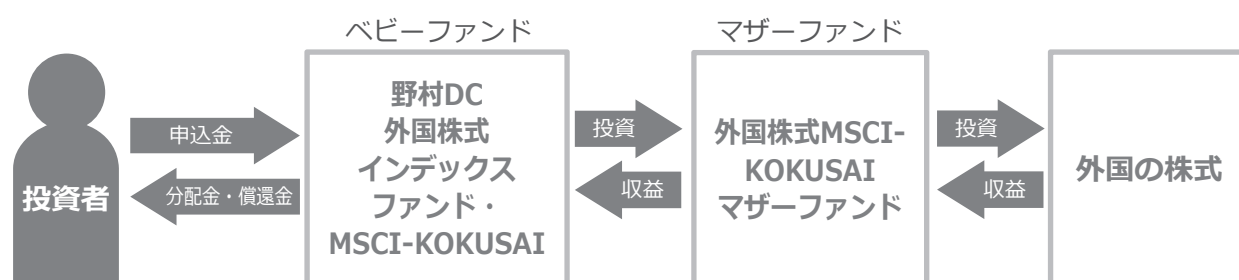 ベビーファンド
マザーファンド
投資者
申込金
分配金・償還金
野村DC
外国株式
インデックス
ファンド・
MSCI-KOKUSAI
投資
収益
外国株式MSCI-
KOKUSAI
マザーファンド
投資
収益
外国の株式